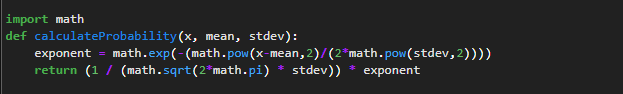 import math
def calculateProbability(x, mean, stdev):
    exponent = math.exp(-(math.pow(x-mean,2)/(2*math.pow(stdev,2))))
    return (1 / (math.sqrt(2*math.pi) * stdev)) * exponent